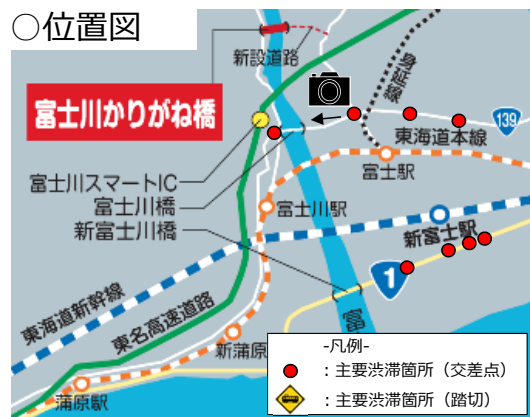 ○位置図
新設道路
富士川かりがね橋
身延線
139
東海道本線
富士川スマートIC
富士駅
富士川橋
富士川駅
新富士川橋
新富士駅
1
東海道新幹線
東名高速道路
富
新蒲原
蒲原駅
-凡例-
：主要渋滞箇所（交差点）
：主要渋滞箇所（踏切）